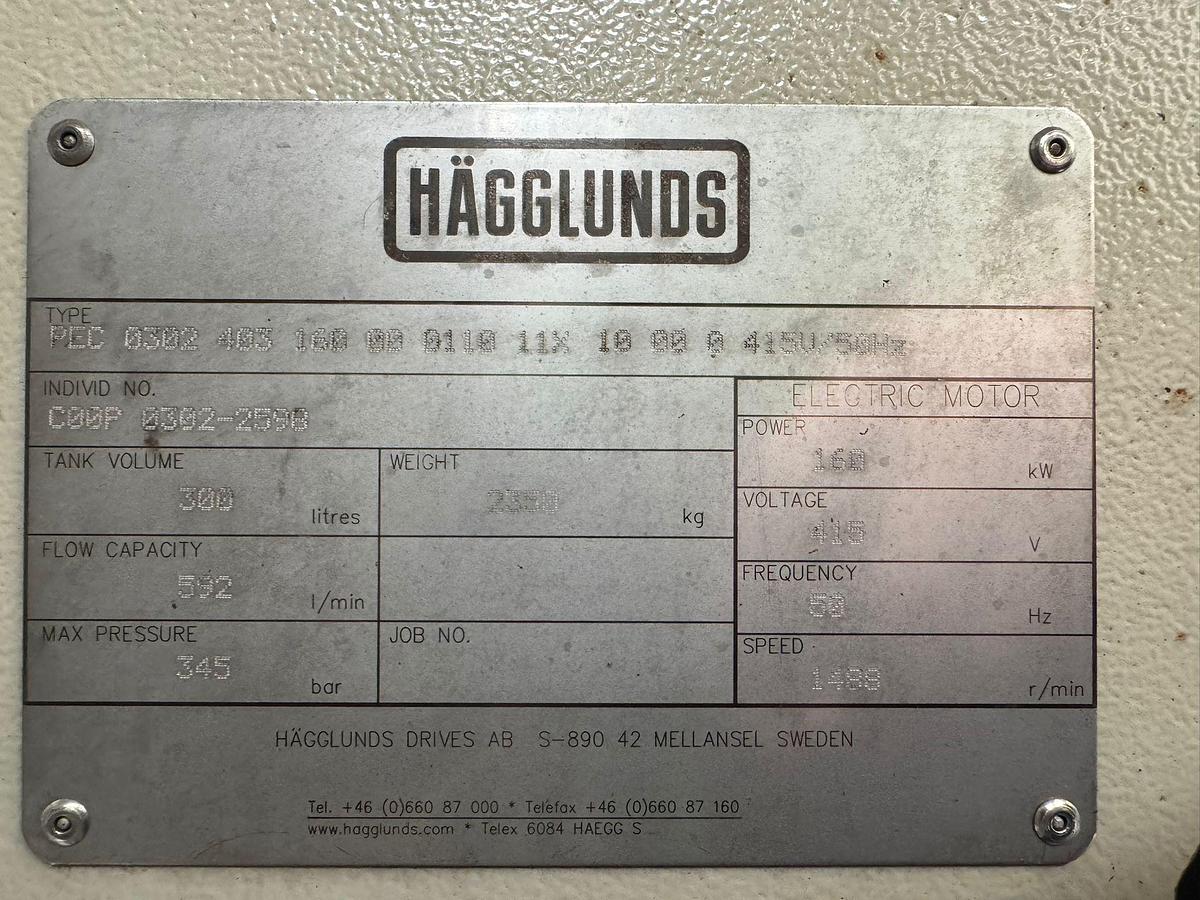 HÄGGLUNDS
TYPE
PEC 0302 403 160 00 0110 11X 10 00 0 415V/50Hz
INDIVID NO.
C00P 0302-2598
ELECTRIC MOTOR
POWER
160 kW
TANK VOLUME
300 litres
WEIGHT
2350 kg
VOLTAGE
415 V
FLOW CAPACITY
592 l/min
FREQUENCY
50 Hz
MAX PRESSURE
345 bar
JOB NO.
SPEED
1488 r/min
HÄGGLUNDS DRIVES AB S-890 42 MELLANSEL SWEDEN
Tel. +46 (0)660 87 000 * Telefax +46 (0)660 87 160
www.hagglunds.com * Telex 6084 HAEGG S